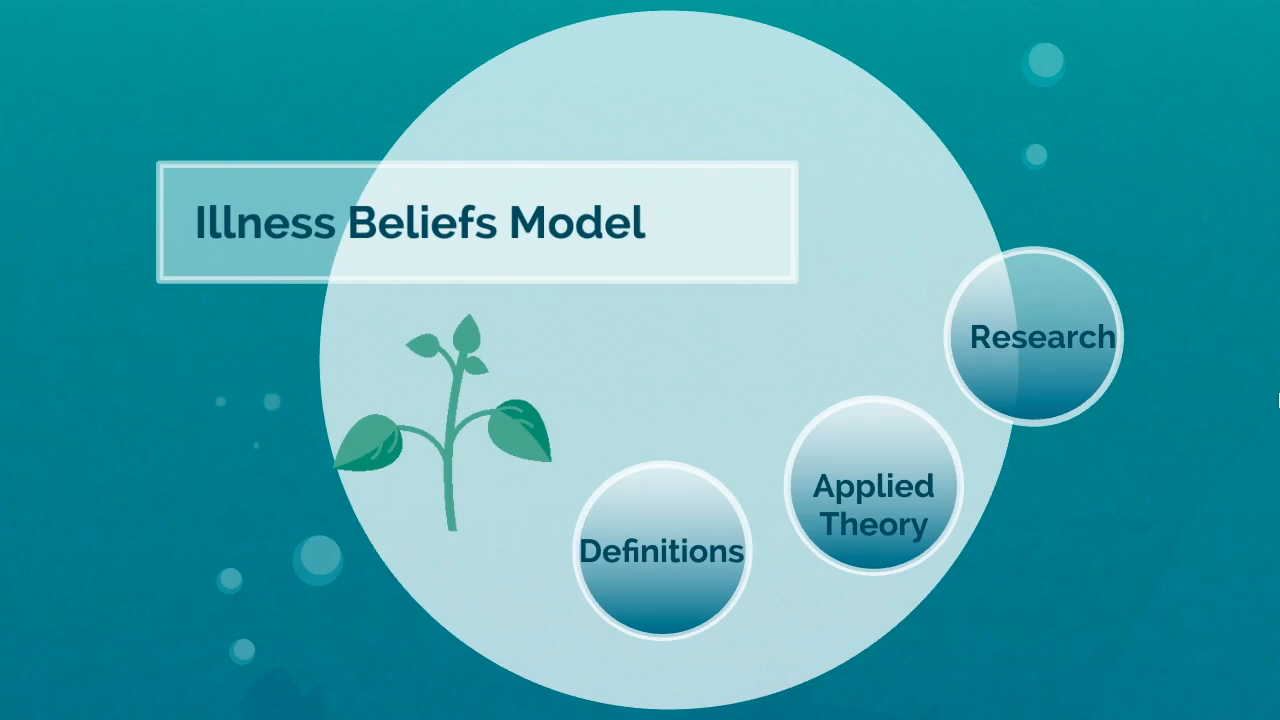 Illness Beliefs Model
Research
Applied
Theory
Definitions